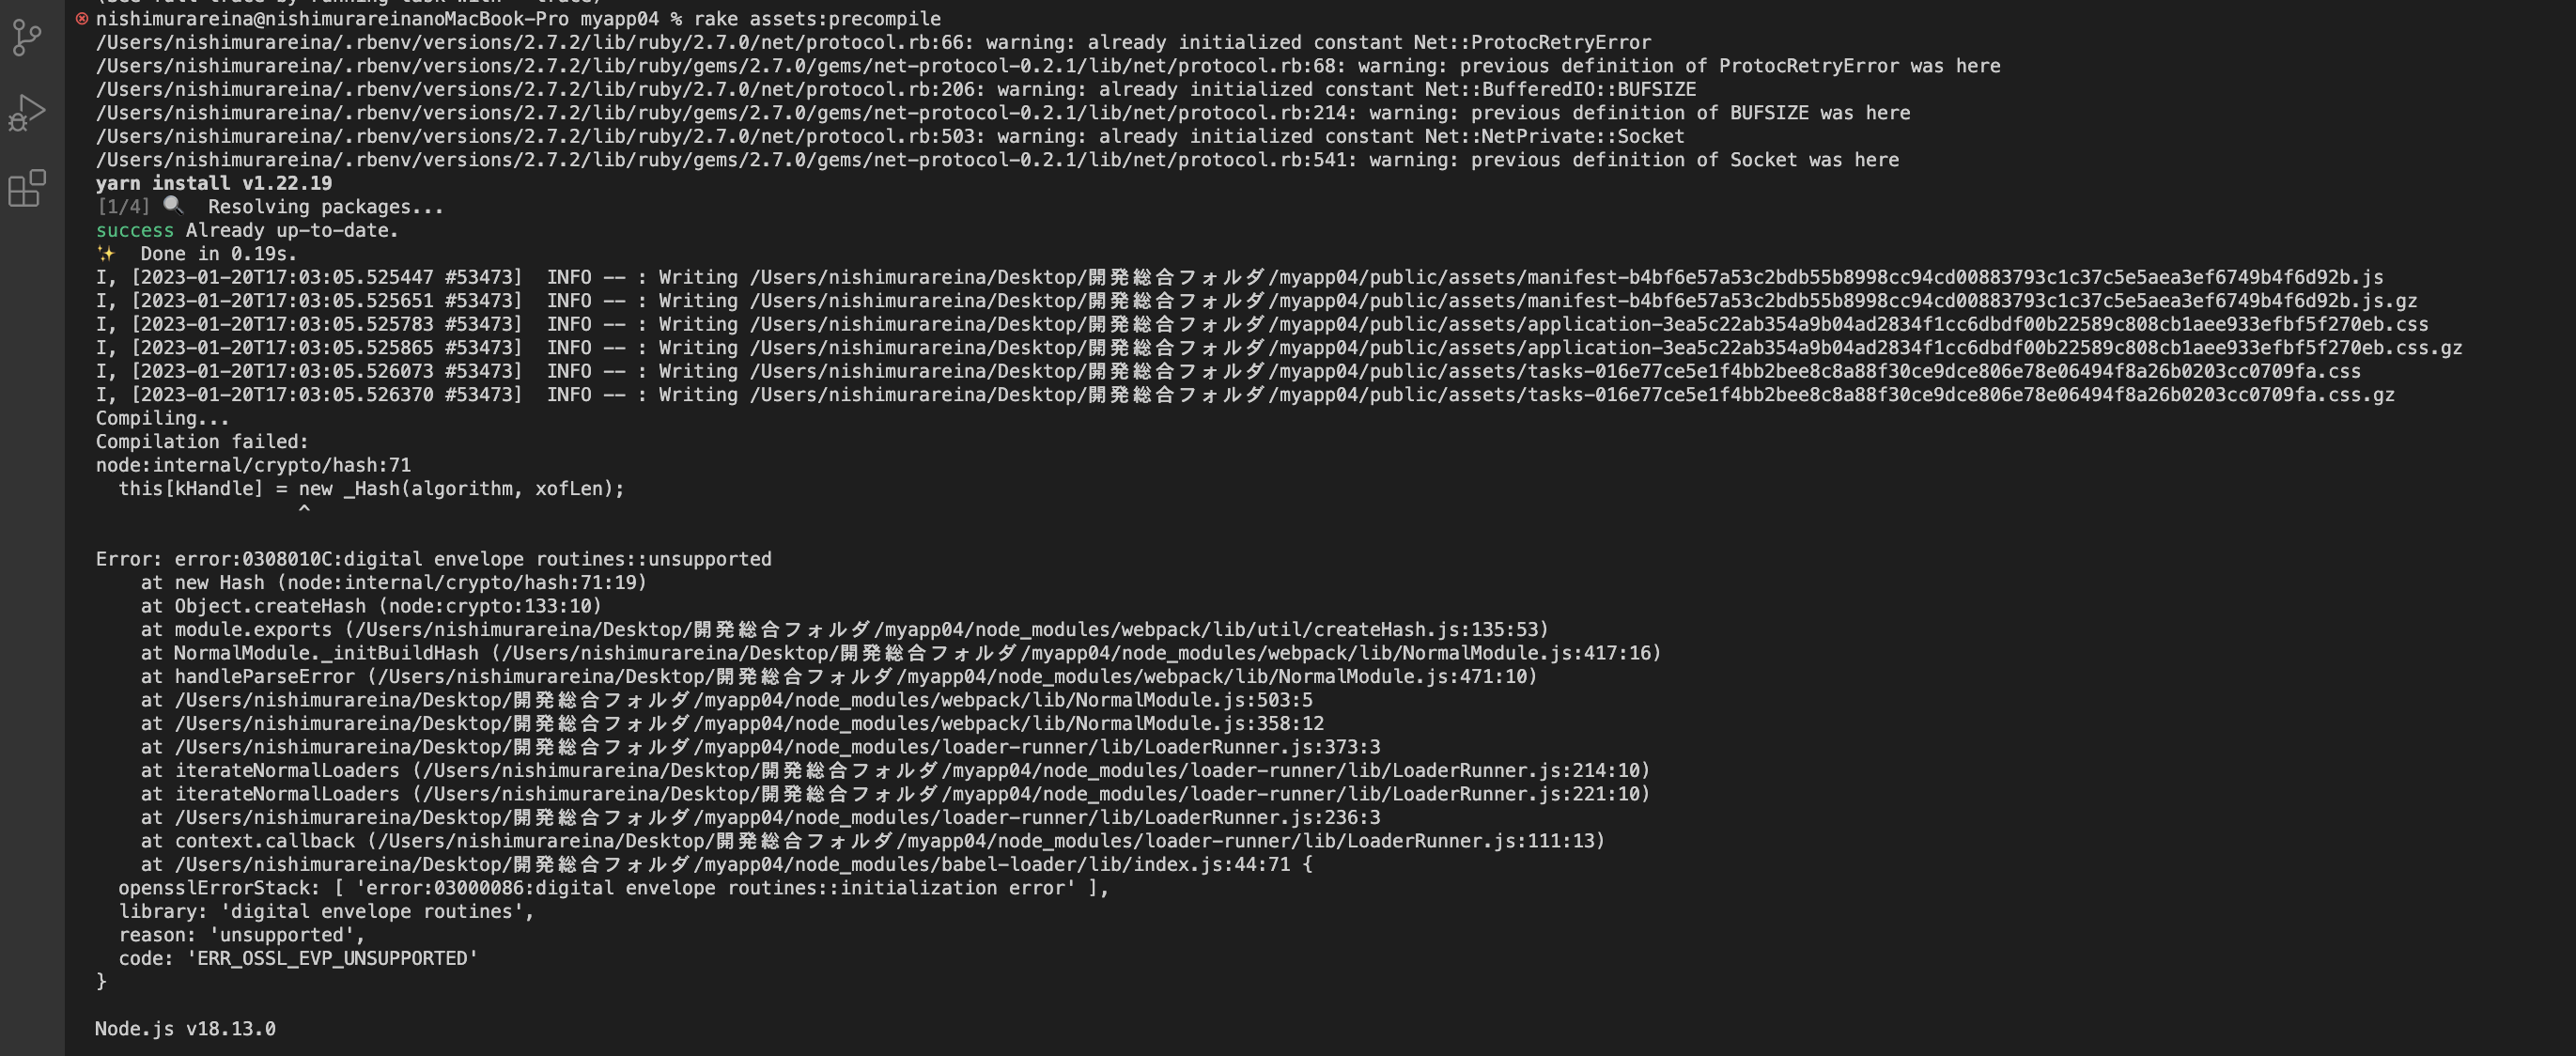 nishimurareina@nishimurareinanoMacBook-Pro myapp04 % rake assets:precompile
/Users/nishimurareina/.rbenv/versions/2.7.2/lib/ruby/2.7.0/net/protocol.rb:66: warning: already initialized constant Net::ProtocRetryError
/Users/nishimurareina/.rbenv/versions/2.7.2/lib/ruby/gems/2.7.0/gems/net-protocol-0.2.1/lib/net/protocol.rb:68: warning: previous definition of ProtocRetryError was here
/Users/nishimurareina/.rbenv/versions/2.7.2/lib/ruby/2.7.0/net/protocol.rb:206: warning: already initialized constant Net::BufferedIO::BUFSIZE
/Users/nishimurareina/.rbenv/versions/2.7.2/lib/ruby/gems/2.7.0/gems/net-protocol-0.2.1/lib/net/protocol.rb:214: warning: previous definition of BUFSIZE was here
/Users/nishimurareina/.rbenv/versions/2.7.2/lib/ruby/2.7.0/net/protocol.rb:503: warning: already initialized constant Net::NetPrivate::Socket
/Users/nishimurareina/.rbenv/versions/2.7.2/lib/ruby/gems/2.7.0/gems/net-protocol-0.2.1/lib/net/protocol.rb:541: warning: previous definition of Socket was here
yarn install v1.22.19
[1/4] 🔍  Resolving packages...
success Already up-to-date.
✨  Done in 0.19s.
I, [2023-01-20T17:03:05.525447 #53473]  INFO -- : Writing /Users/nishimurareina/Desktop/開発総合フォルダ/myapp04/public/assets/manifest-b4bf6e57a53c2bdb55b8998cc94cd00883793c1c37c5e5aea3ef6749b4f6d92b.js
I, [2023-01-20T17:03:05.525651 #53473]  INFO -- : Writing /Users/nishimurareina/Desktop/開発総合フォルダ/myapp04/public/assets/manifest-b4bf6e57a53c2bdb55b8998cc94cd00883793c1c37c5e5aea3ef6749b4f6d92b.js.gz
I, [2023-01-20T17:03:05.525783 #53473]  INFO -- : Writing /Users/nishimurareina/Desktop/開発総合フォルダ/myapp04/public/assets/application-3ea5c22ab354a9b04ad2834f1cc6dbdf00b22589c808cb1aee933efbf5f270eb.css
I, [2023-01-20T17:03:05.525865 #53473]  INFO -- : Writing /Users/nishimurareina/Desktop/開発総合フォルダ/myapp04/public/assets/application-3ea5c22ab354a9b04ad2834f1cc6dbdf00b22589c808cb1aee933efbf5f270eb.css.gz
I, [2023-01-20T17:03:05.526073 #53473]  INFO -- : Writing /Users/nishimurareina/Desktop/開発総合フォルダ/myapp04/public/assets/tasks-016e77ce5e1f4bb2bee8c8a88f30ce9dce806e78e06494f8a26b0203cc0709fa.css
I, [2023-01-20T17:03:05.526370 #53473]  INFO -- : Writing /Users/nishimurareina/Desktop/開発総合フォルダ/myapp04/public/assets/tasks-016e77ce5e1f4bb2bee8c8a88f30ce9dce806e78e06494f8a26b0203cc0709fa.css.gz
Compiling...
Compilation failed:
node:internal/crypto/hash:71
  this[kHandle] = new _Hash(algorithm, xofLen);
                  ^
Error: error:0308010C:digital envelope routines::unsupported
    at new Hash (node:internal/crypto/hash:71:19)
    at Object.createHash (node:crypto:133:10)
    at module.exports (/Users/nishimurareina/Desktop/開発総合フォルダ/myapp04/node_modules/webpack/lib/util/createHash.js:135:53)
    at NormalModule._initBuildHash (/Users/nishimurareina/Desktop/開発総合フォルダ/myapp04/node_modules/webpack/lib/NormalModule.js:417:16)
    at handleParseError (/Users/nishimurareina/Desktop/開発総合フォルダ/myapp04/node_modules/webpack/lib/NormalModule.js:471:10)
    at /Users/nishimurareina/Desktop/開発総合フォルダ/myapp04/node_modules/webpack/lib/NormalModule.js:503:5
    at /Users/nishimurareina/Desktop/開発総合フォルダ/myapp04/node_modules/webpack/lib/NormalModule.js:358:12
    at /Users/nishimurareina/Desktop/開発総合フォルダ/myapp04/node_modules/loader-runner/lib/LoaderRunner.js:373:3
    at iterateNormalLoaders (/Users/nishimurareina/Desktop/開発総合フォルダ/myapp04/node_modules/loader-runner/lib/LoaderRunner.js:214:10)
    at iterateNormalLoaders (/Users/nishimurareina/Desktop/開発総合フォルダ/myapp04/node_modules/loader-runner/lib/LoaderRunner.js:221:10)
    at /Users/nishimurareina/Desktop/開発総合フォルダ/myapp04/node_modules/loader-runner/lib/LoaderRunner.js:236:3
    at context.callback (/Users/nishimurareina/Desktop/開発総合フォルダ/myapp04/node_modules/loader-runner/lib/LoaderRunner.js:111:13)
    at /Users/nishimurareina/Desktop/開発総合フォルダ/myapp04/node_modules/babel-loader/lib/index.js:44:71 {
  opensslErrorStack: [ 'error:03000086:digital envelope routines::initialization error' ],
  library: 'digital envelope routines',
  reason: 'unsupported',
  code: 'ERR_OSSL_EVP_UNSUPPORTED'
}
Node.js v18.13.0